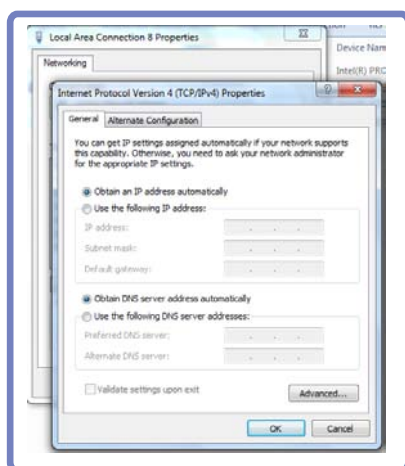 Local Area Connection 8 Properties
Device Nam
Networking
Intel(R) PRO
Internet Protocol Version 4 (TCP/IPv4) Properties
General
Alternate Configuration
You can get IP settings assigned automatically if your network supports
this capability. Otherwise, you need to ask your network administrator
for the appropriate IP settings.
Obtain an IP address automatically
Use the following IP address:
IP address:
Subnet mask:
Default gateway:
Obtain DNS server address automatically
Use the following DNS server addresses:
Preferred DNS server:
Alternate DNS server:
Validate settings upon exit
Advanced...
OK
Cancel